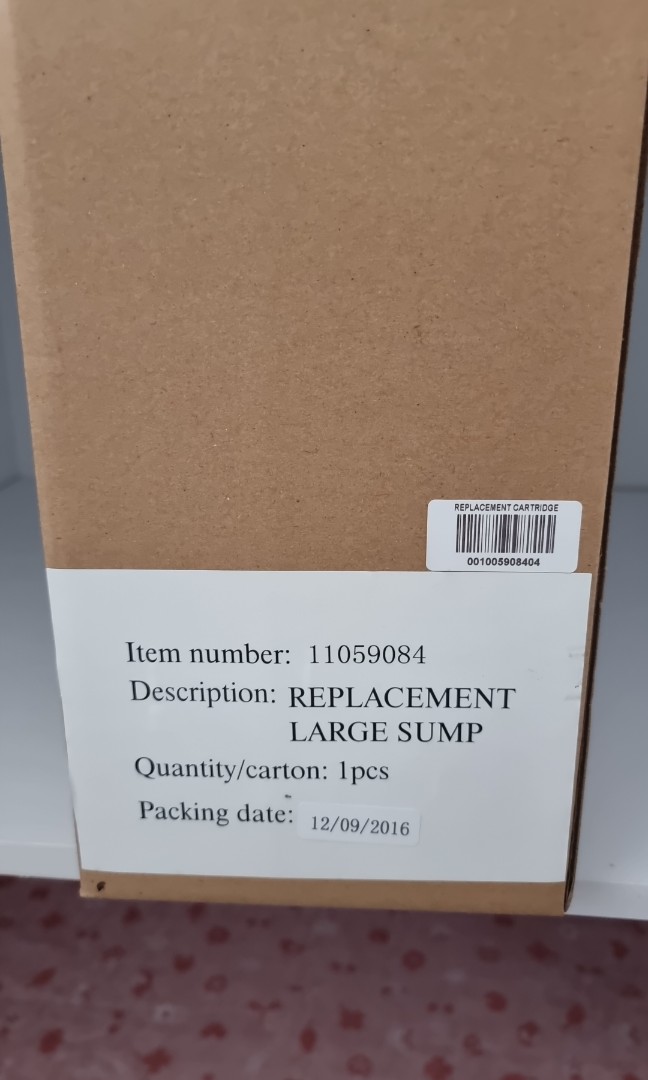 REPLACEMENT CARTRIDGE
001005908404
Item number: 11059084
Description: REPLACEMENT
LARGE SUMP
Quantity/carton: 1pcs
Packing date: 12/09/2016